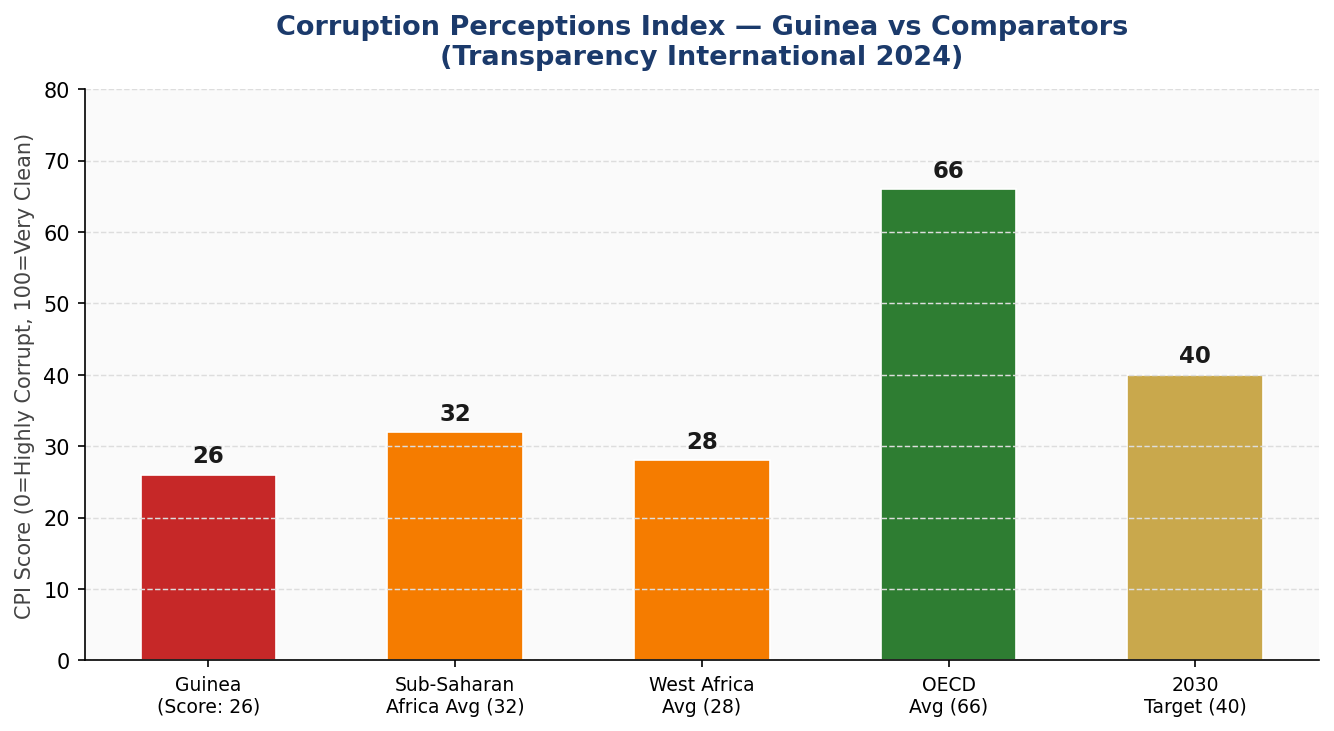 Corruption Perceptions Index — Guinea vs Comparators
(Transparency International 2024)
CPI Score (0=Highly Corrupt, 100=Very Clean)
80
70
60
50
40
30
20
10
0
26
32
28
66
40
Guinea
(Score: 26)
Sub-Saharan
Africa Avg (32)
West Africa
Avg (28)
OECD
Avg (66)
2030
Target (40)